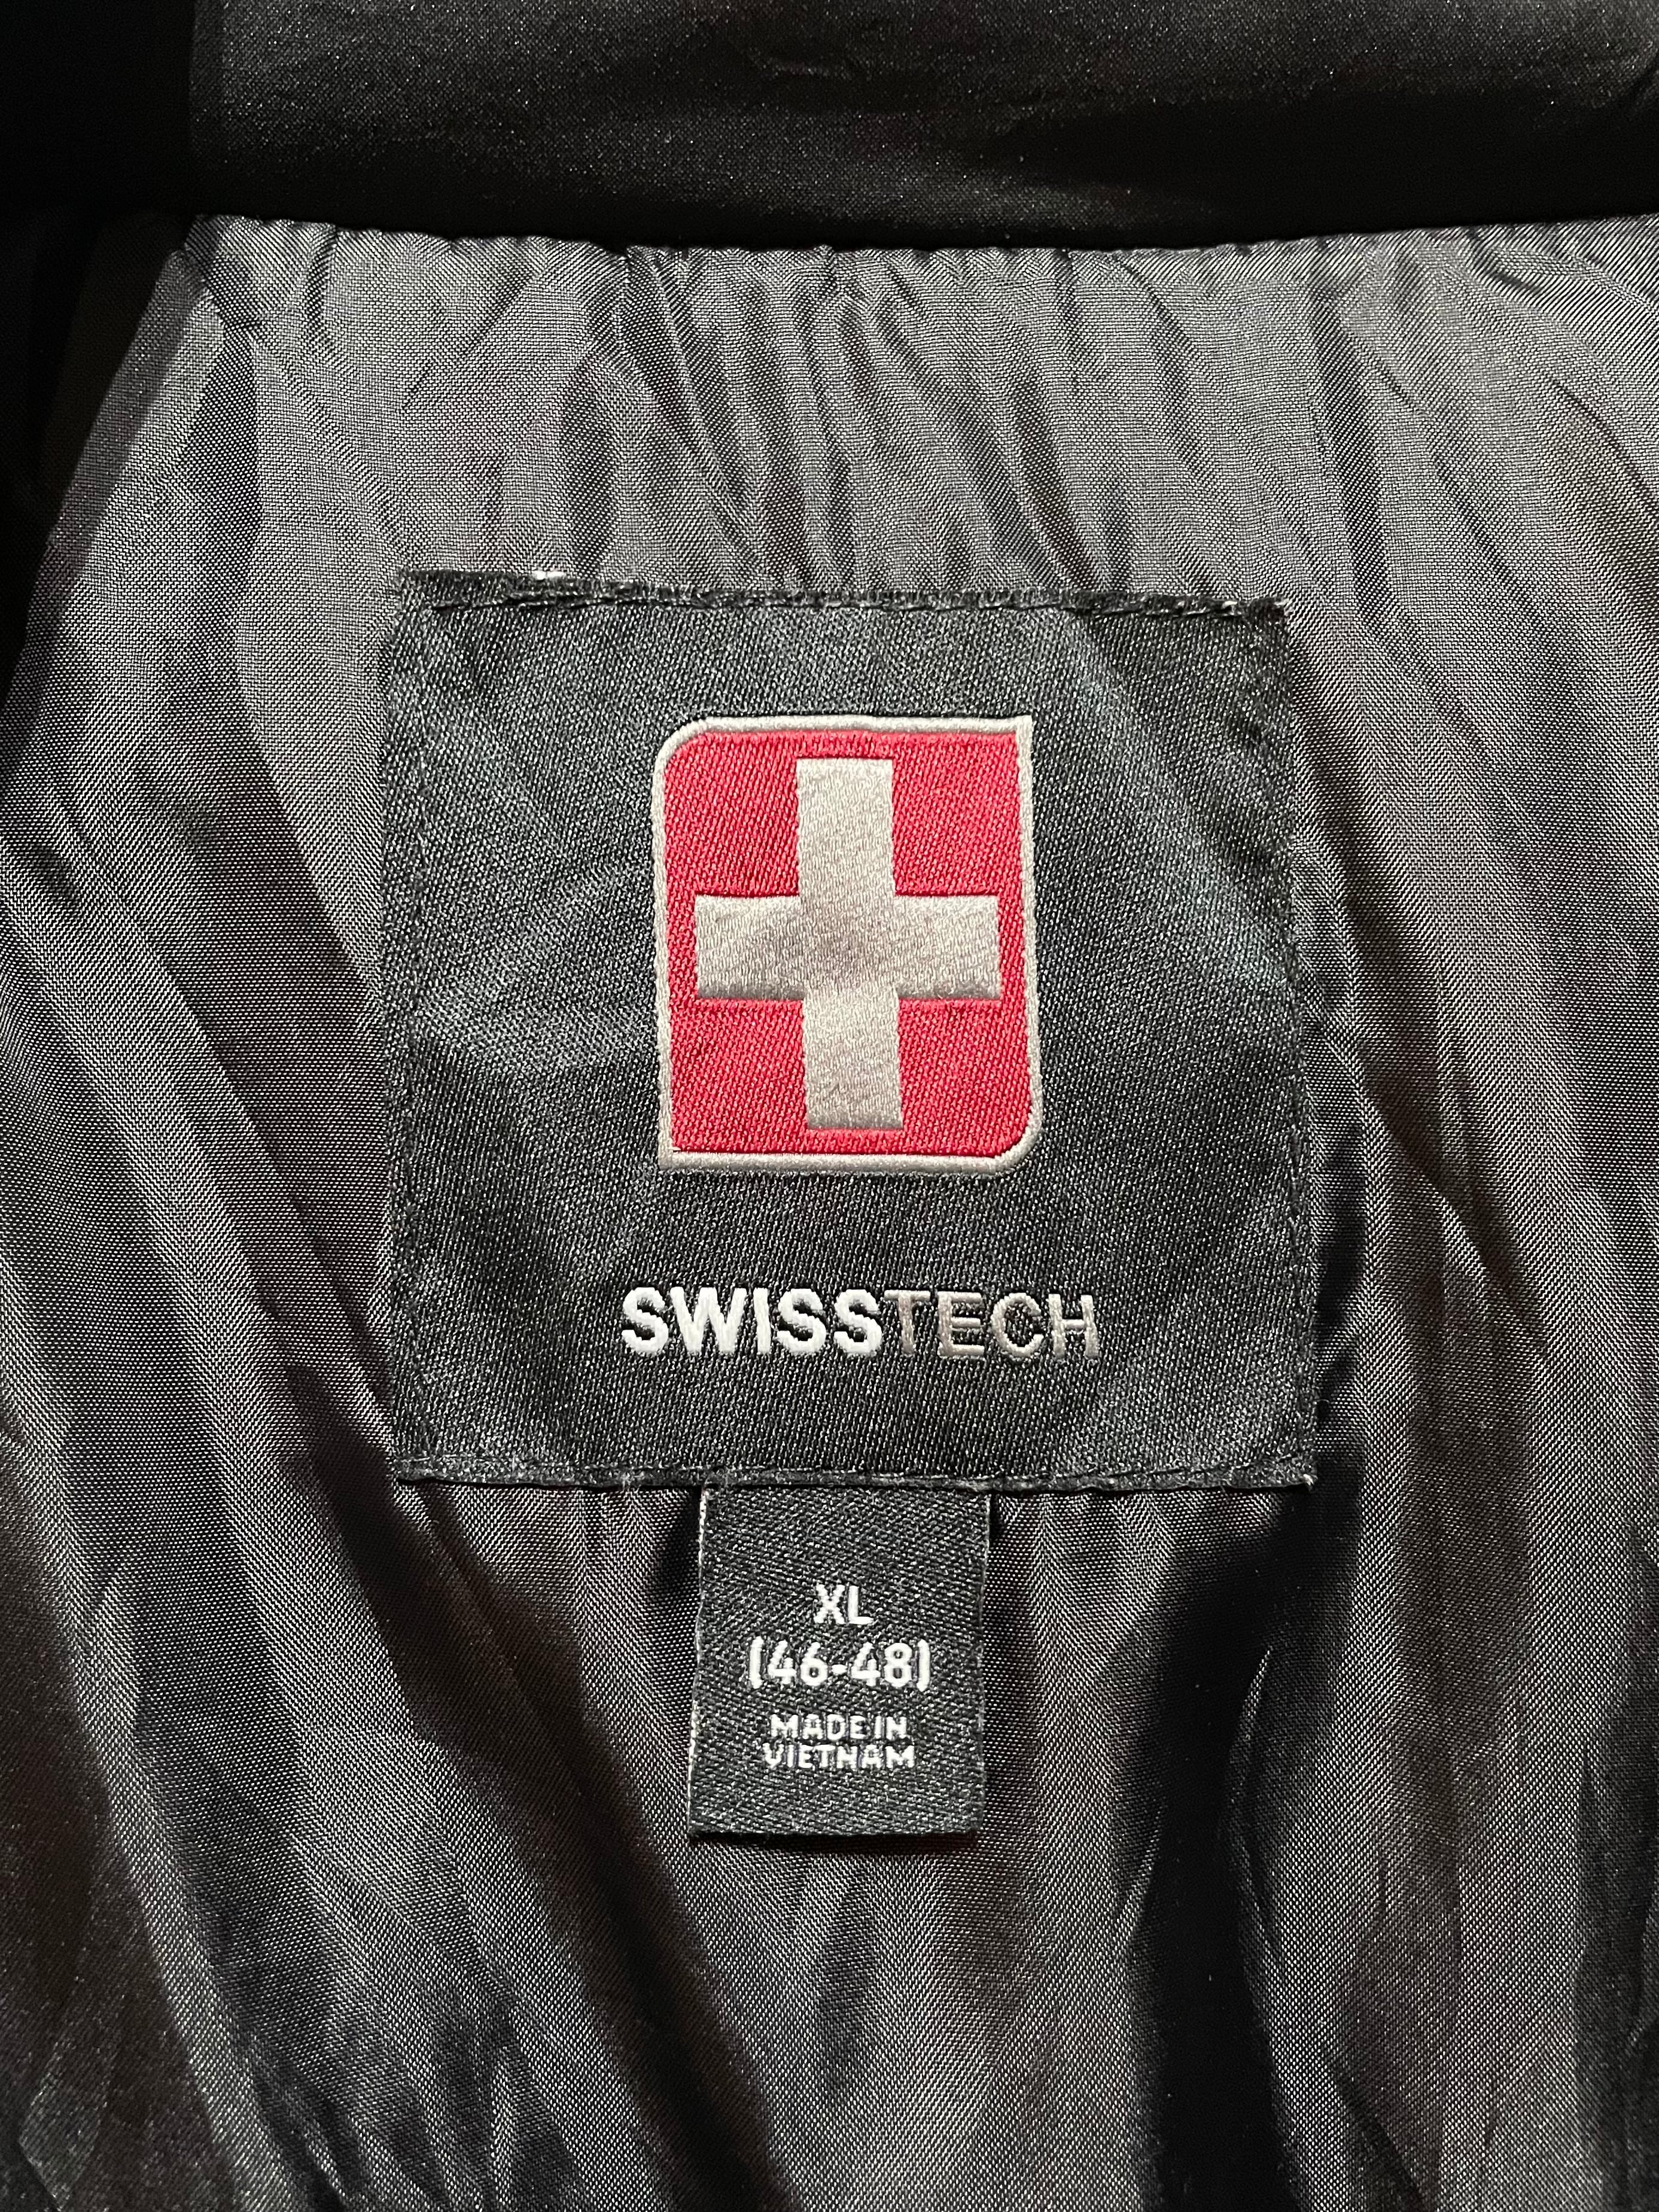 SWISSTECH
XL
(46-48)
MADE IN
VIETNAM